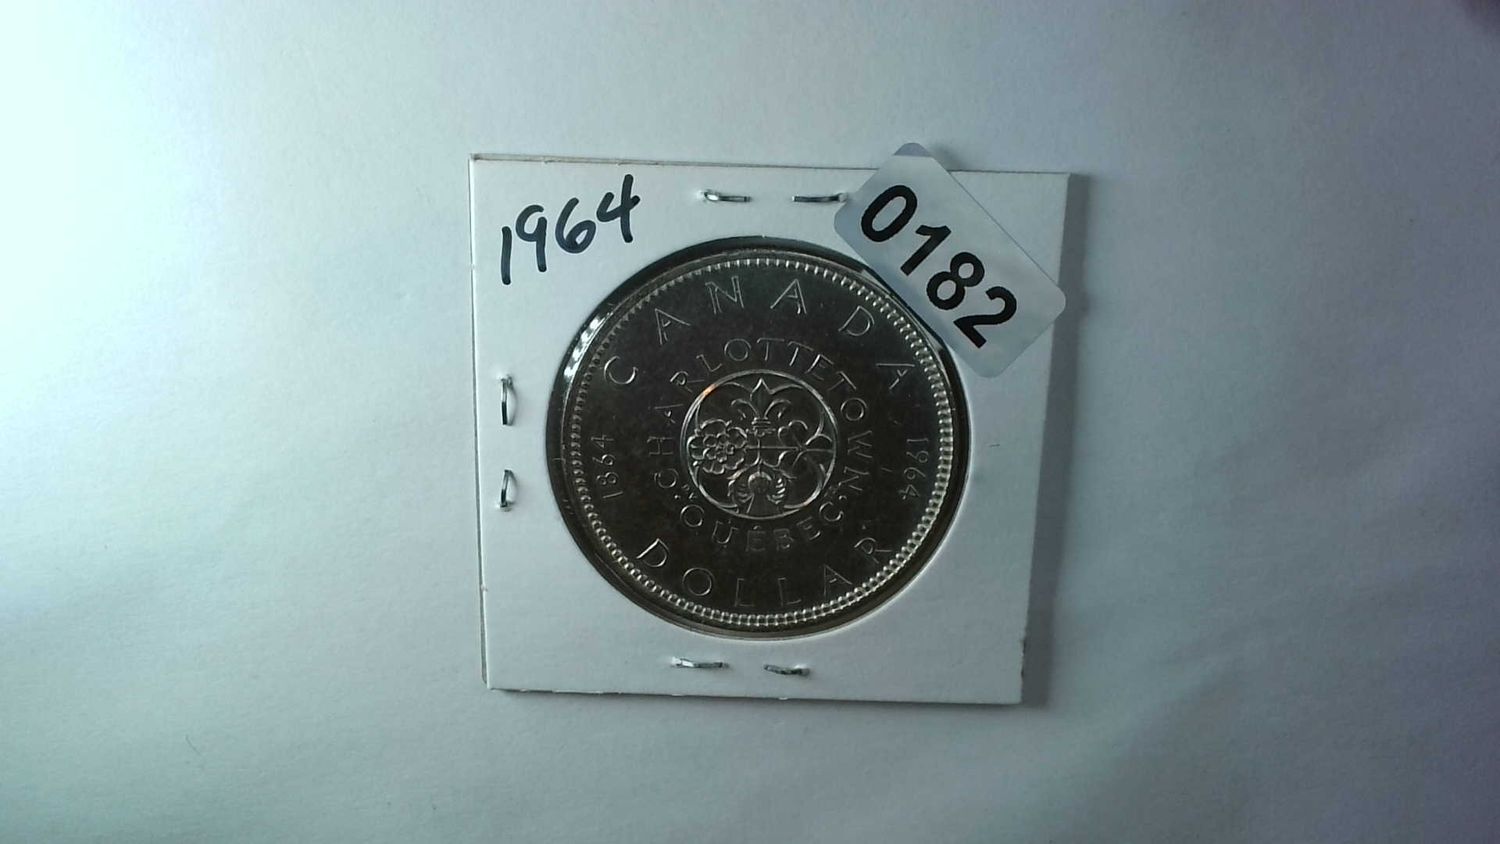 1964
0182
CANADA
CHARLOTTETOWN,
1864
1964
·QUÉBEC·
DOLLAR